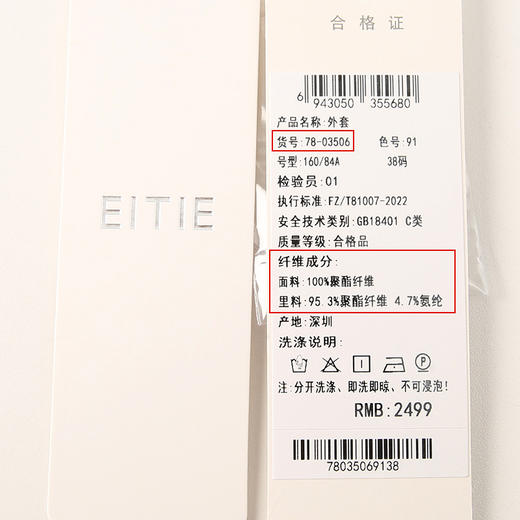 EITIE
合格证
6 943050 355680
产品名称:外套
货号:78-03506 色号:91
号型:160/84A 38码
检验员:01
执行标准:FZ/T81007-2022
安全技术类别:GB18401 C类
质量等级:合格品
纤维成分:
面料:100%聚酯纤维
里料:95.3%聚酯纤维 4.7%氨纶
产地:深圳
洗涤说明:
注:分开洗涤、即洗即晾、不可浸泡!
RMB:2499
78035069138